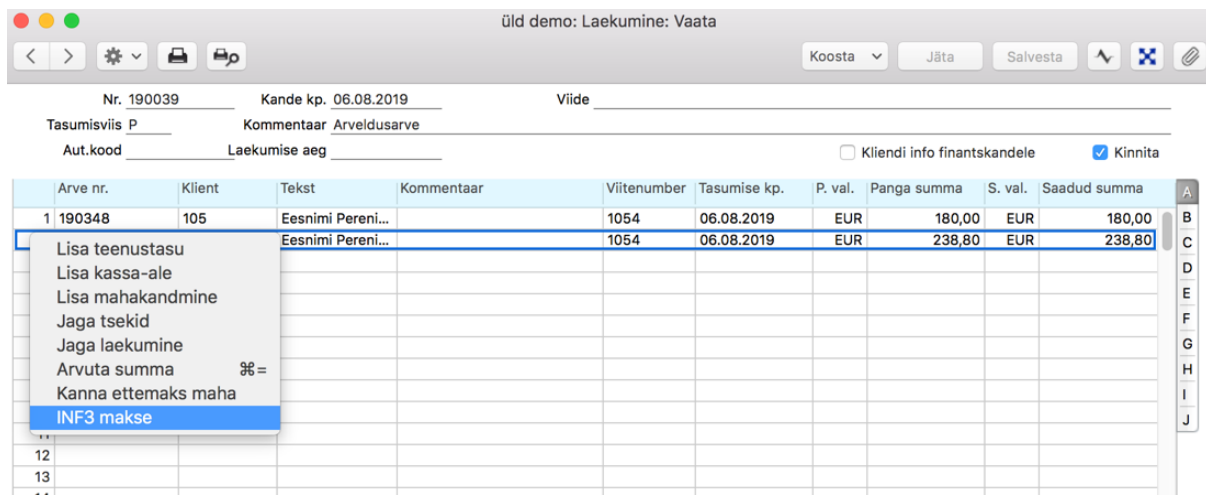 üld demo: Laekumine: Vaata
Koosta Jäta Salvesta
Nr. 190039 Kande kp. 06.08.2019 Viide
Tasumisviis P Kommentaar Arveldusarve
Aut.kood Laekumise aeg Kliendi info finantskandele Kinnita
Arve nr. Klient Tekst Kommentaar Viitenumber Tasumise kp. P. val. Panga summa S. val. Saadud summa A
1 190348 105 Eesnimi Pereni... 1054 06.08.2019 EUR 180,00 EUR 180,00 B
Eesnimi Pereni... 1054 06.08.2019 EUR 238,80 EUR 238,80 C
Lisa teenustasu
Lisa kassa-ale D
Lisa mahakandmine E
Jaga tsekid F
Jaga laekumine G
Arvuta summa ⌘= H
Kanna ettemaks maha I
INF3 makse J
12
13